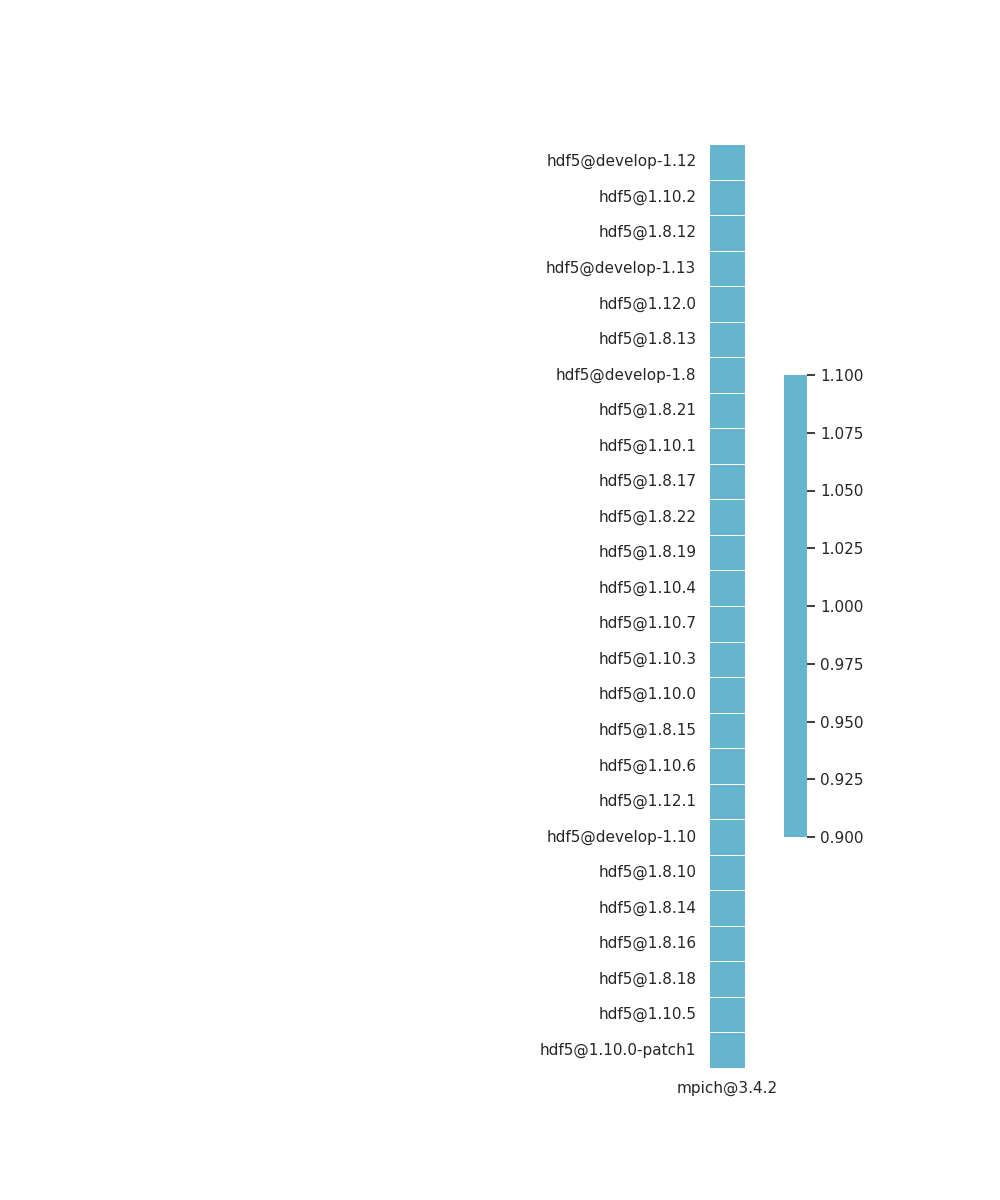 hdf5@develop-1.12
hdf5@1.10.2
hdf5@1.8.12
hdf5@develop-1.13
hdf5@1.12.0
hdf5@1.8.13
hdf5@develop-1.8
hdf5@1.8.21
hdf5@1.10.1
hdf5@1.8.17
hdf5@1.8.22
hdf5@1.8.19
hdf5@1.10.4
hdf5@1.10.7
hdf5@1.10.3
hdf5@1.10.0
hdf5@1.8.15
hdf5@1.10.6
hdf5@1.12.1
hdf5@develop-1.10
hdf5@1.8.10
hdf5@1.8.14
hdf5@1.8.16
hdf5@1.8.18
hdf5@1.10.5
hdf5@1.10.0-patch1
mpich@3.4.2
1.100
1.075
1.050
1.025
1.000
0.975
0.950
0.925
0.900